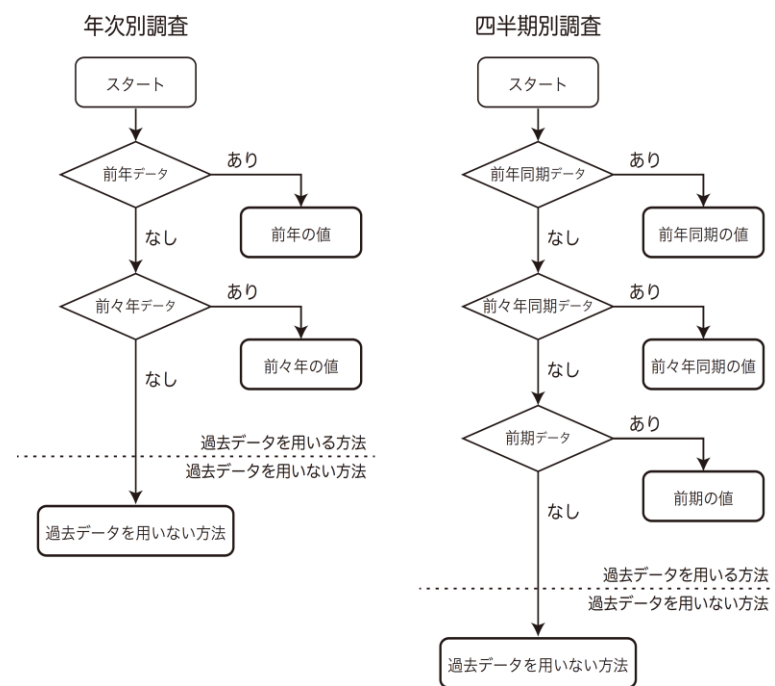 年次別調査
スタート
前年データ
あり
前年の値
なし
前々年データ
あり
前々年の値
なし
過去データを用いる方法
過去データを用いない方法
過去データを用いない方法
四半期別調査
スタート
前年同期データ
あり
前年同期の値
なし
前々年同期データ
あり
前々年同期の値
なし
前期データ
あり
前期の値
なし
過去データを用いる方法
過去データを用いない方法
過去データを用いない方法